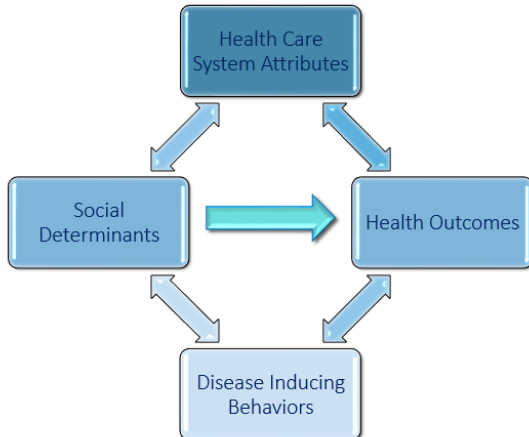 Health Care
System Attributes
Social
Determinants
Health Outcomes
Disease Inducing
Behaviors